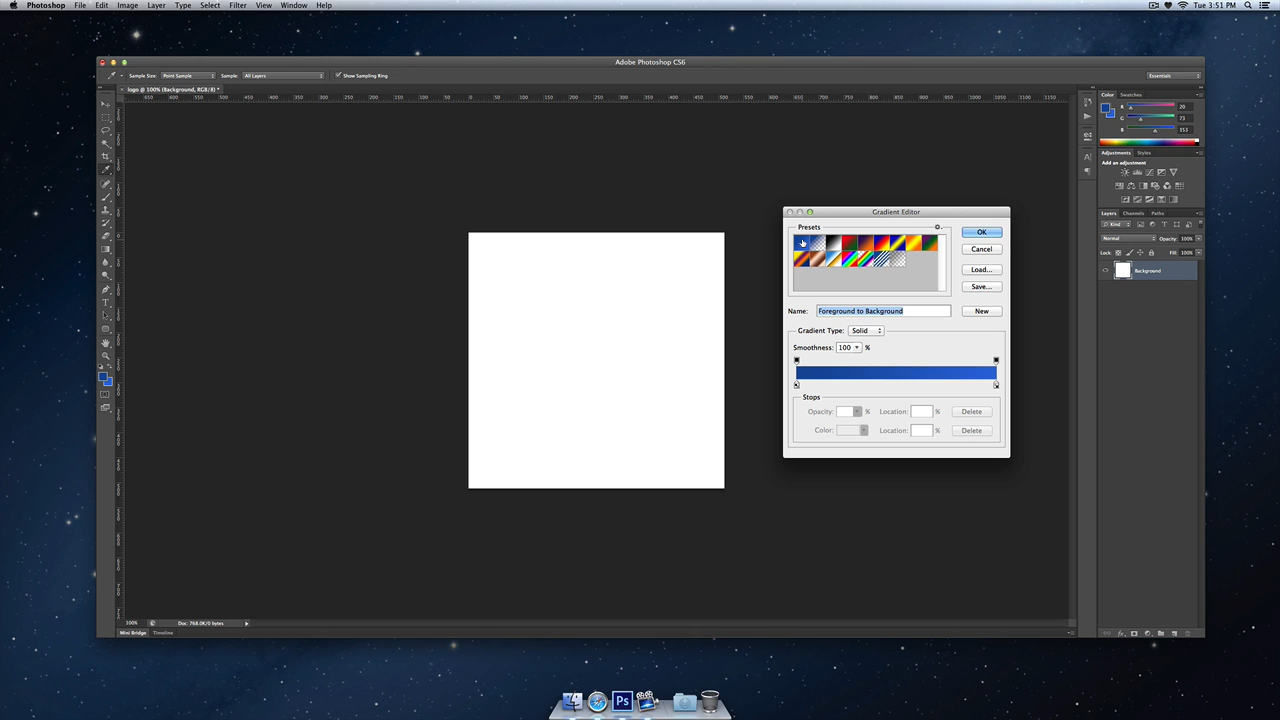 Photoshop File Edit Image Layer Type Select Filter View Window Help
Tue 3:51 PM
Adobe Photoshop CS6
Sample Size: Point Sample Sample: All Layers Show Sampling Ring
Essentials
logo @ 100% (Background, RGB/8) *
Color Swatches
R 20
G 73
B 153
Adjustments Styles
Add an adjustment
Layers Channels Paths
Kind
Normal Opacity: 100%
Lock: Fill: 100%
Background
Gradient Editor
Presets
OK
Cancel
Load...
Save...
Name: Foreground to Background
New
Gradient Type: Solid
Smoothness: 100 %
Stops
Opacity: % Location: % Delete
Color: Location: % Delete
100% Doc: 768.0K/0 bytes
Mini Bridge Timeline
Ps